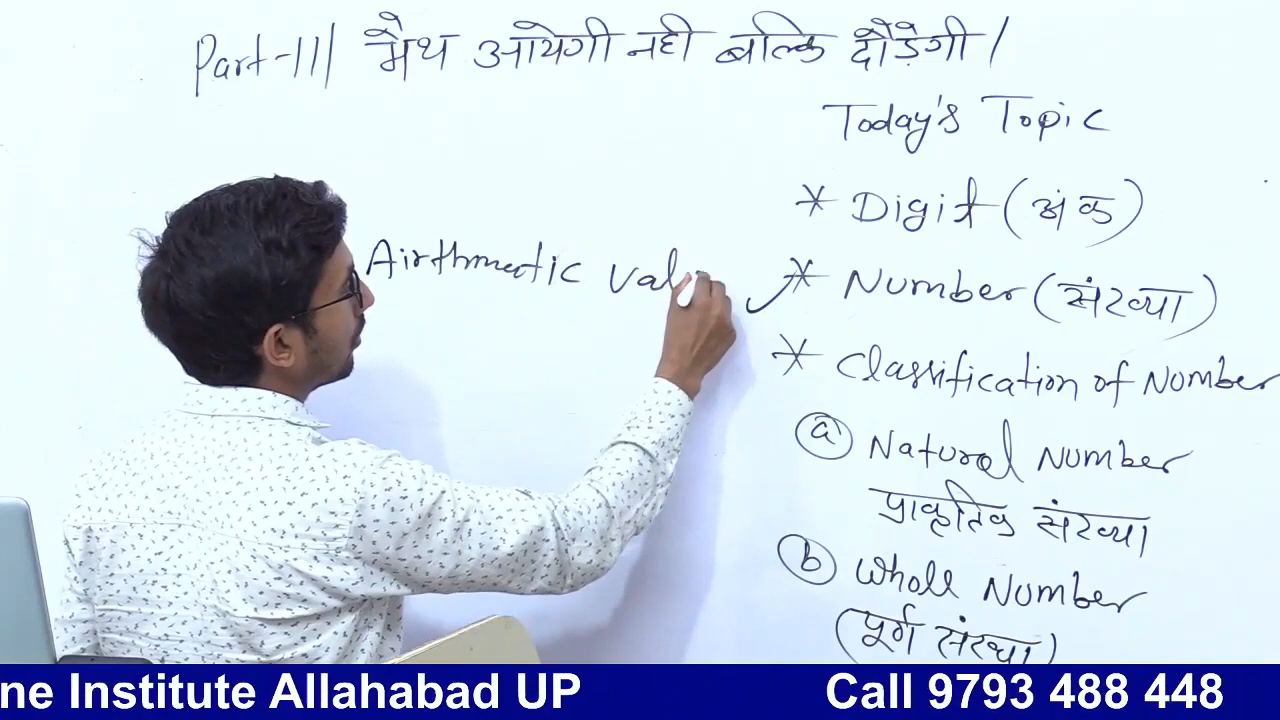 Part-III मैथ आयेगी नही बल्कि दौड़ेगी।
Today's Topic
* Digit (अंक)
Airthmetic Val
* Number (संख्या)
* Classification of Number
(a) Natural Number
प्राकृतिक संख्या
(b) Whole Number
(पूर्ण संख्या)
ne Institute Allahabad UP Call 9793 488 448